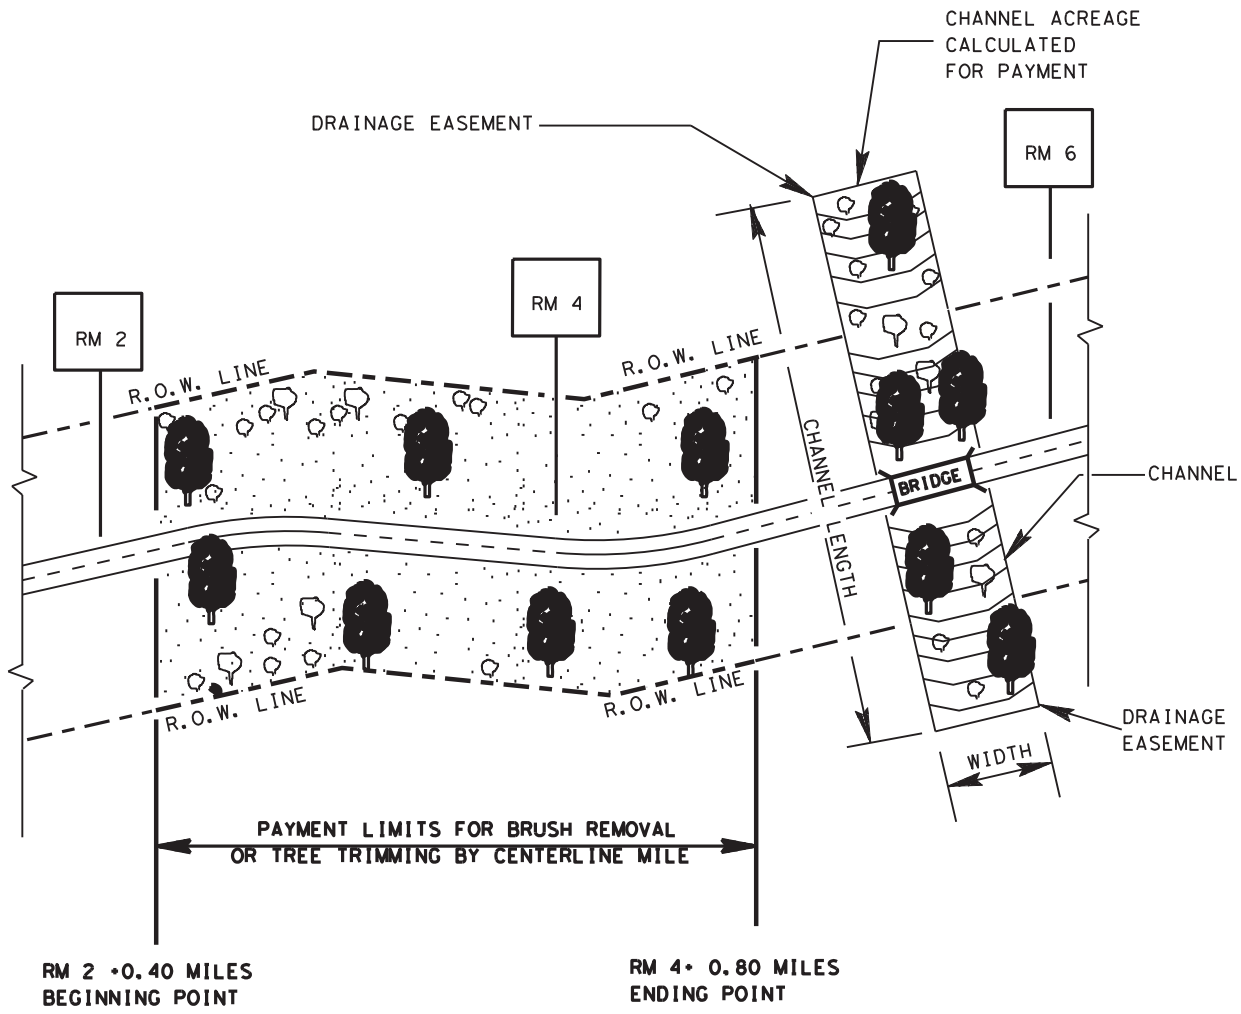 CHANNEL ACREAGE
CALCULATED
FOR PAYMENT
DRAINAGE EASEMENT
RM 6
RM 4
RM 2
R.O.W. LINE
R.O.W. LINE
CHANNEL LENGTH
BRIDGE
CHANNEL
R.O.W. LINE
R.O.W. LINE
DRAINAGE
EASEMENT
WIDTH
PAYMENT LIMITS FOR BRUSH REMOVAL
OR TREE TRIMMING BY CENTERLINE MILE
RM 2 +0.40 MILES
BEGINNING POINT
RM 4+ 0.80 MILES
ENDING POINT